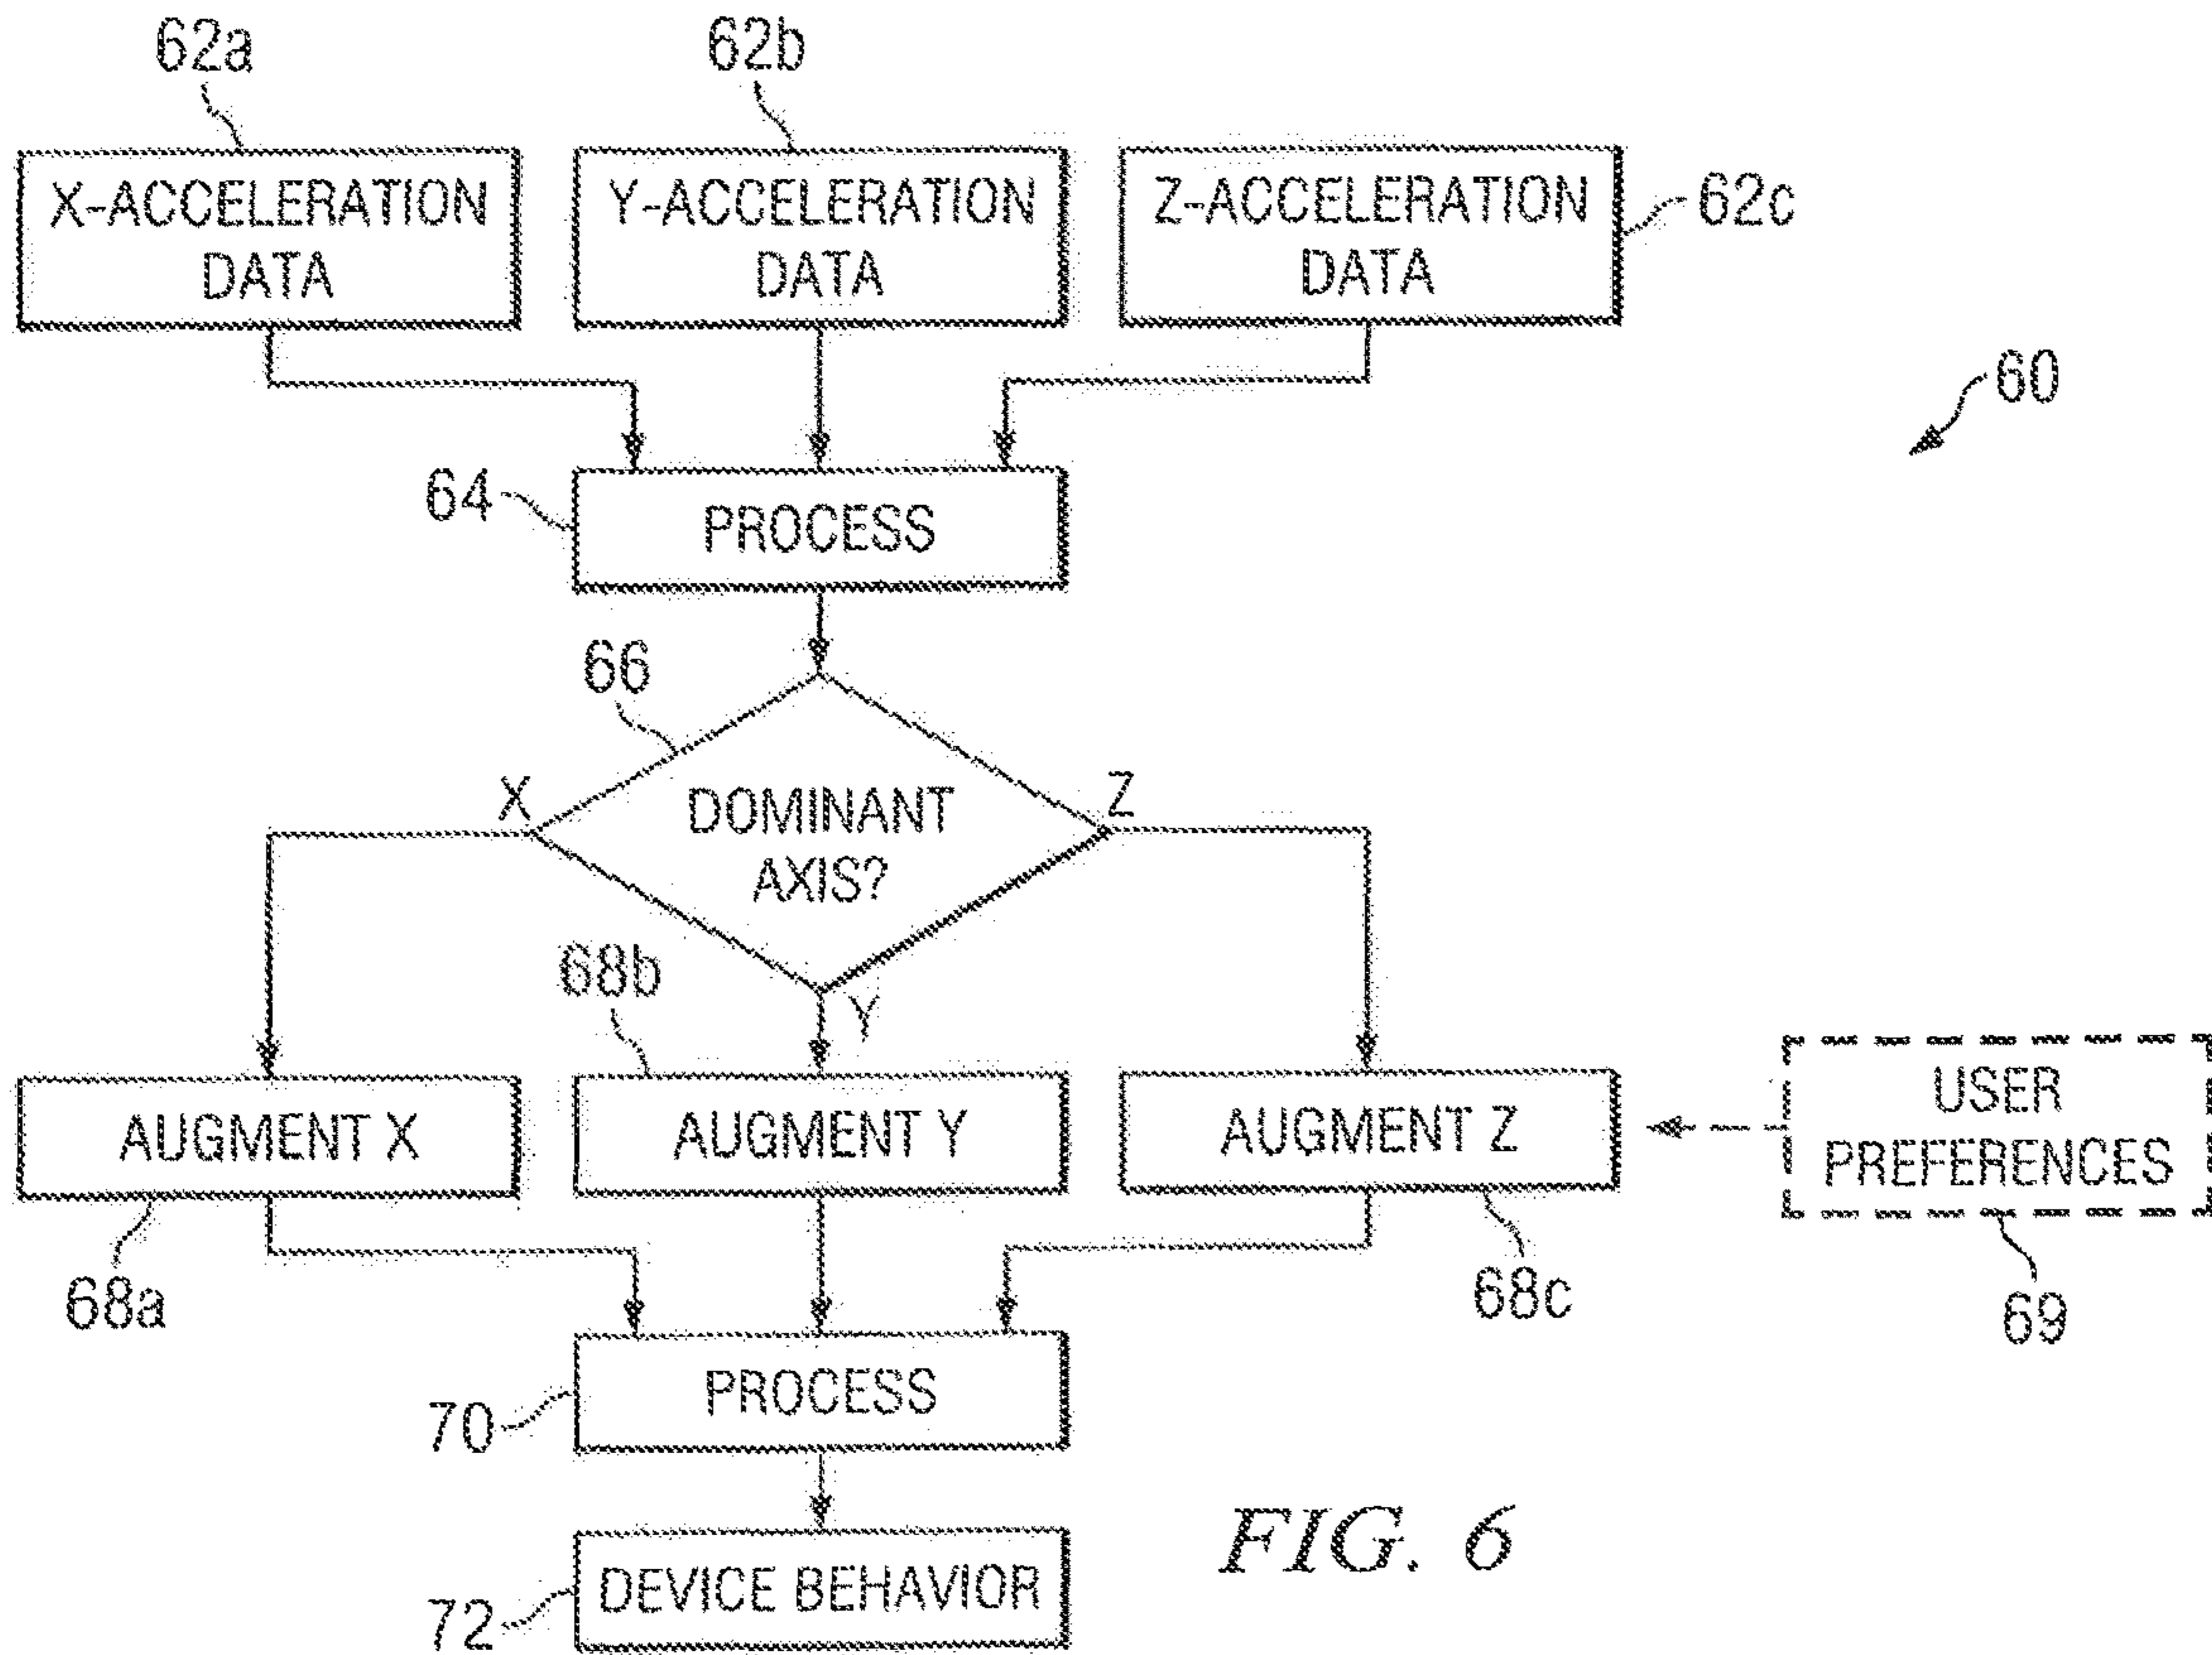 62a
62b
X-ACCELERATION
DATA
Y-ACCELERATION
DATA
Z-ACCELERATION
DATA
62c
60
64
PROCESS
66
X
DOMINANT
AXIS?
Z
Y
68b
AUGMENT X
AUGMENT Y
AUGMENT Z
USER
PREFERENCES
68a
68c
69
70
PROCESS
72
DEVICE BEHAVIOR
FIG. 6